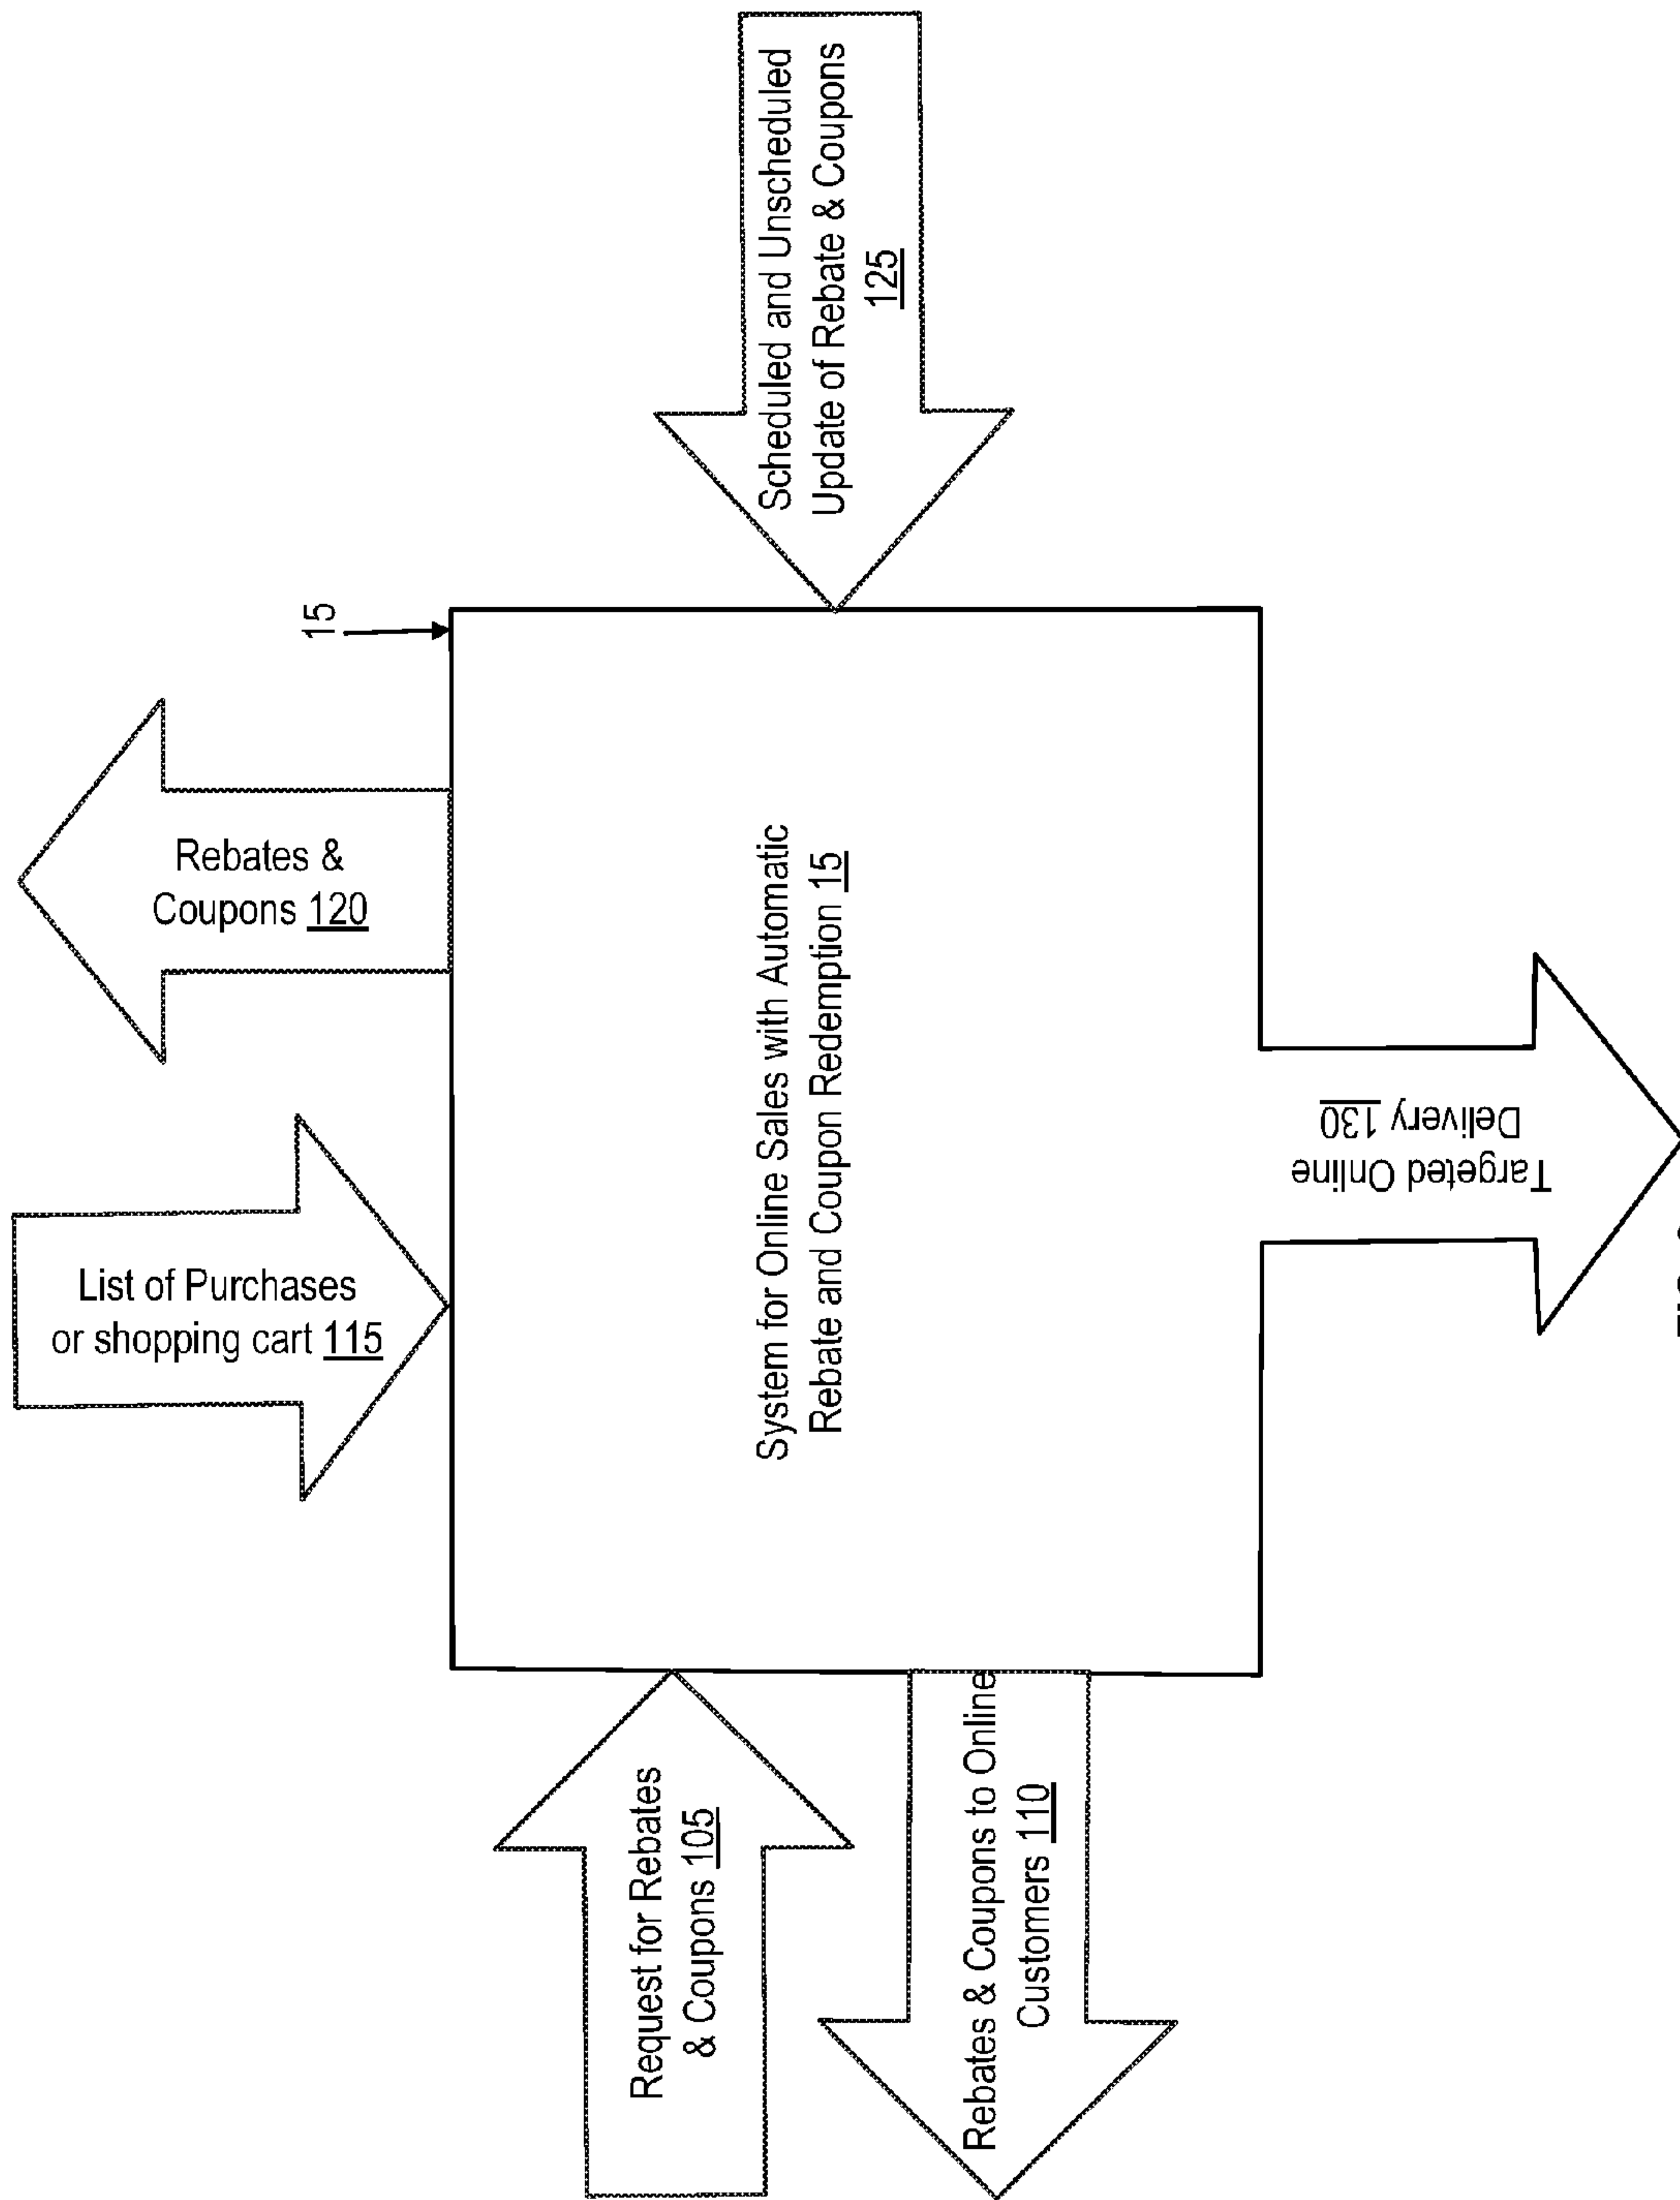 Scheduled and Unscheduled
Update of Rebate & Coupons
125
15
Rebates &
Coupons 120
List of Purchases
or shopping cart 115
System for Online Sales with Automatic
Rebate and Coupon Redemption 15
Targeted Online
Delivery 130
Request for Rebates
& Coupons 105
Rebates & Coupons to Online
Customers 110